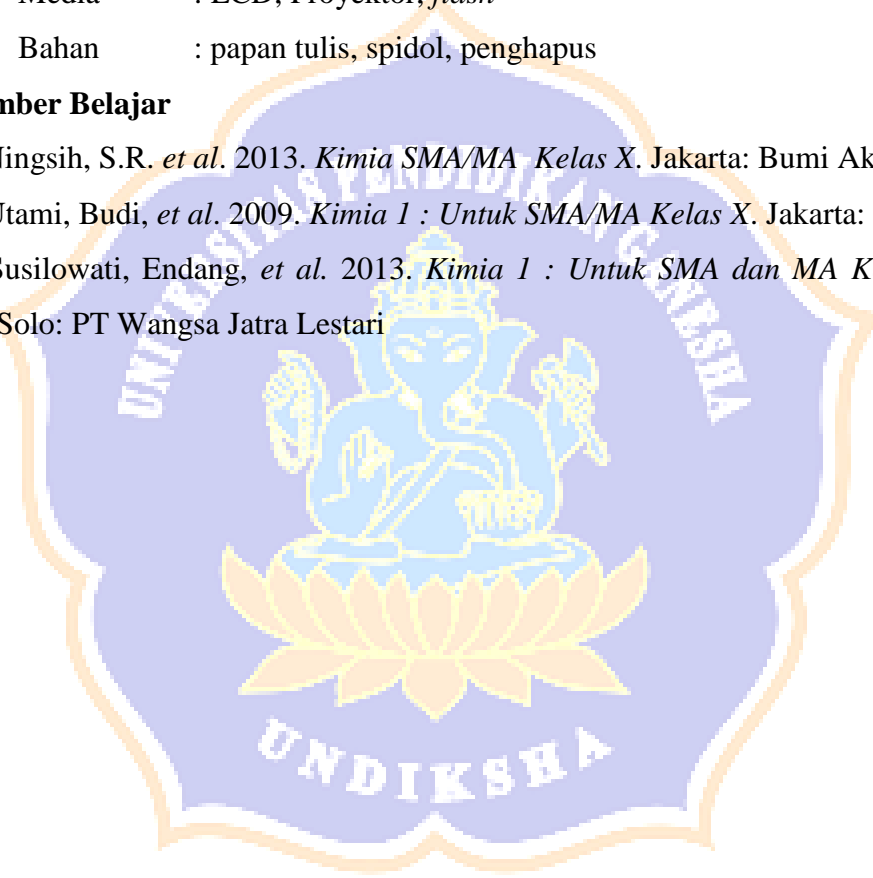 Media : LCD, Proyektor, flash
Bahan : papan tulis, spidol, penghapus
mber Belajar
Ningsih, S.R. et al. 2013. Kimia SMA/MA Kelas X. Jakarta: Bumi Ak
Utami, Budi, et al. 2009. Kimia 1 : Untuk SMA/MA Kelas X. Jakarta:
Susilowati, Endang, et al. 2013. Kimia 1 : Untuk SMA dan MA K
Solo: PT Wangsa Jatra Lestari
UNIVERSITAS PENDIDIKAN GANESHA
UNDIKSHA